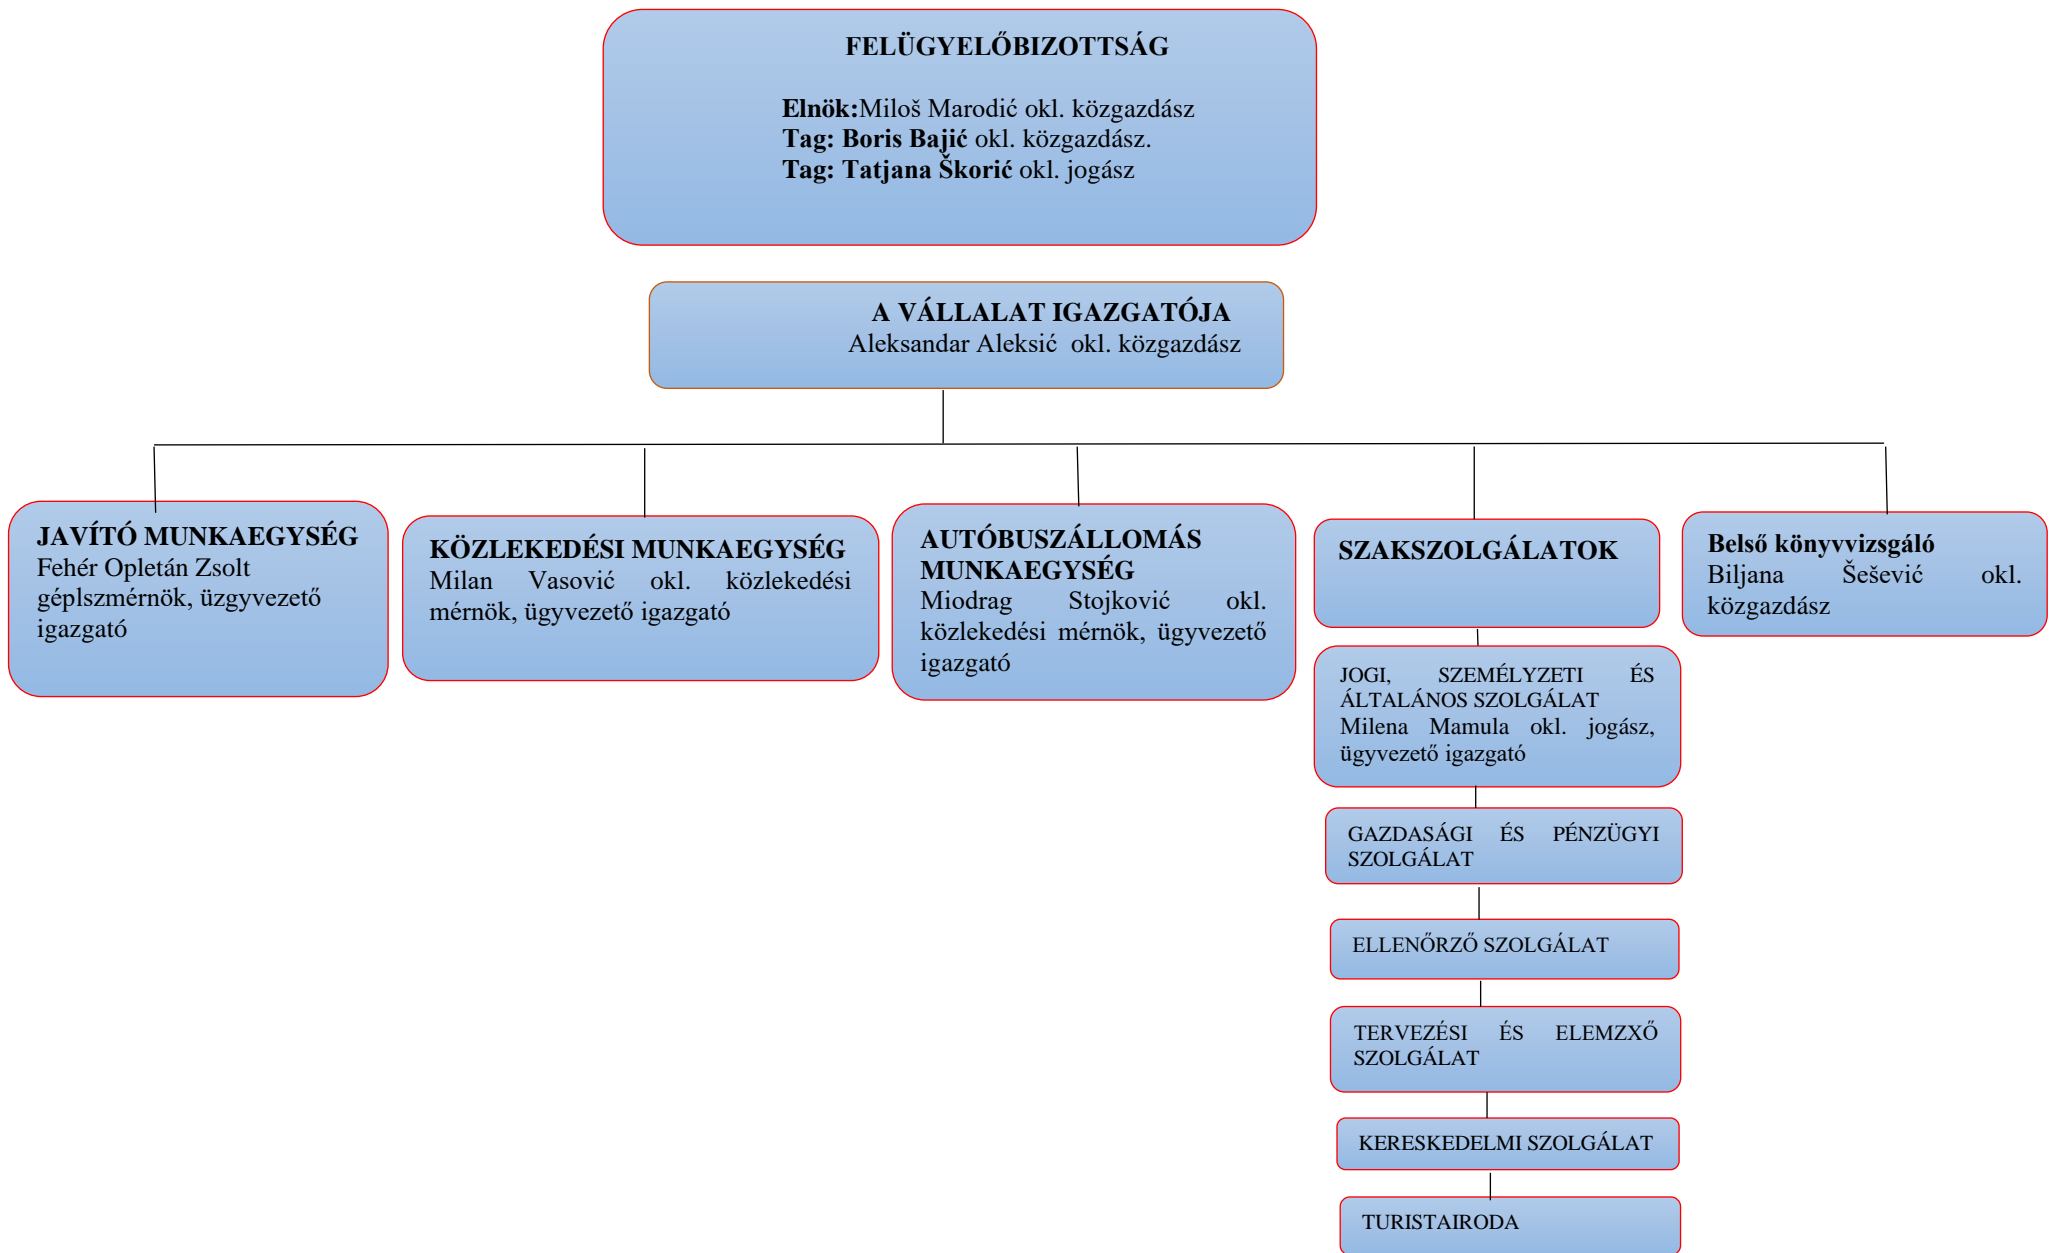 FELÜGYELŐBIZOTTSÁG
Elnök:Miloš Marodić okl. közgazdász
Tag: Boris Bajić okl. közgazdász.
Tag: Tatjana Škorić okl. jogász
A VÁLLALAT IGAZGATÓJA
Aleksandar Aleksić okl. közgazdász
JAVÍTÓ MUNKAEGYSÉG
Fehér Opletán Zsolt
géplszmérnök, üzgyvezető
igazgató
KÖZLEKEDÉSI MUNKAEGYSÉG
Milan Vasović okl. közlekedési
mérnök, ügyvezető igazgató
AUTÓBUSZÁLLOMÁS
MUNKAEGYSÉG
Miodrag Stojković okl.
közlekedési mérnök, ügyvezető
igazgató
SZAKSZOLGÁLATOK
Belső könyvvizsgáló
Biljana Šešević okl.
közgazdász
JOGI, SZEMÉLYZETI ÉS
ÁLTALÁNOS SZOLGÁLAT
Milena Mamula okl. jogász,
ügyvezető igazgató
GAZDASÁGI ÉS PÉNZÜGYI
SZOLGÁLAT
ELLENŐRZŐ SZOLGÁLAT
TERVEZÉSI ÉS ELEMZXŐ
SZOLGÁLAT
KERESKEDELMI SZOLGÁLAT
TURISTAIRODA